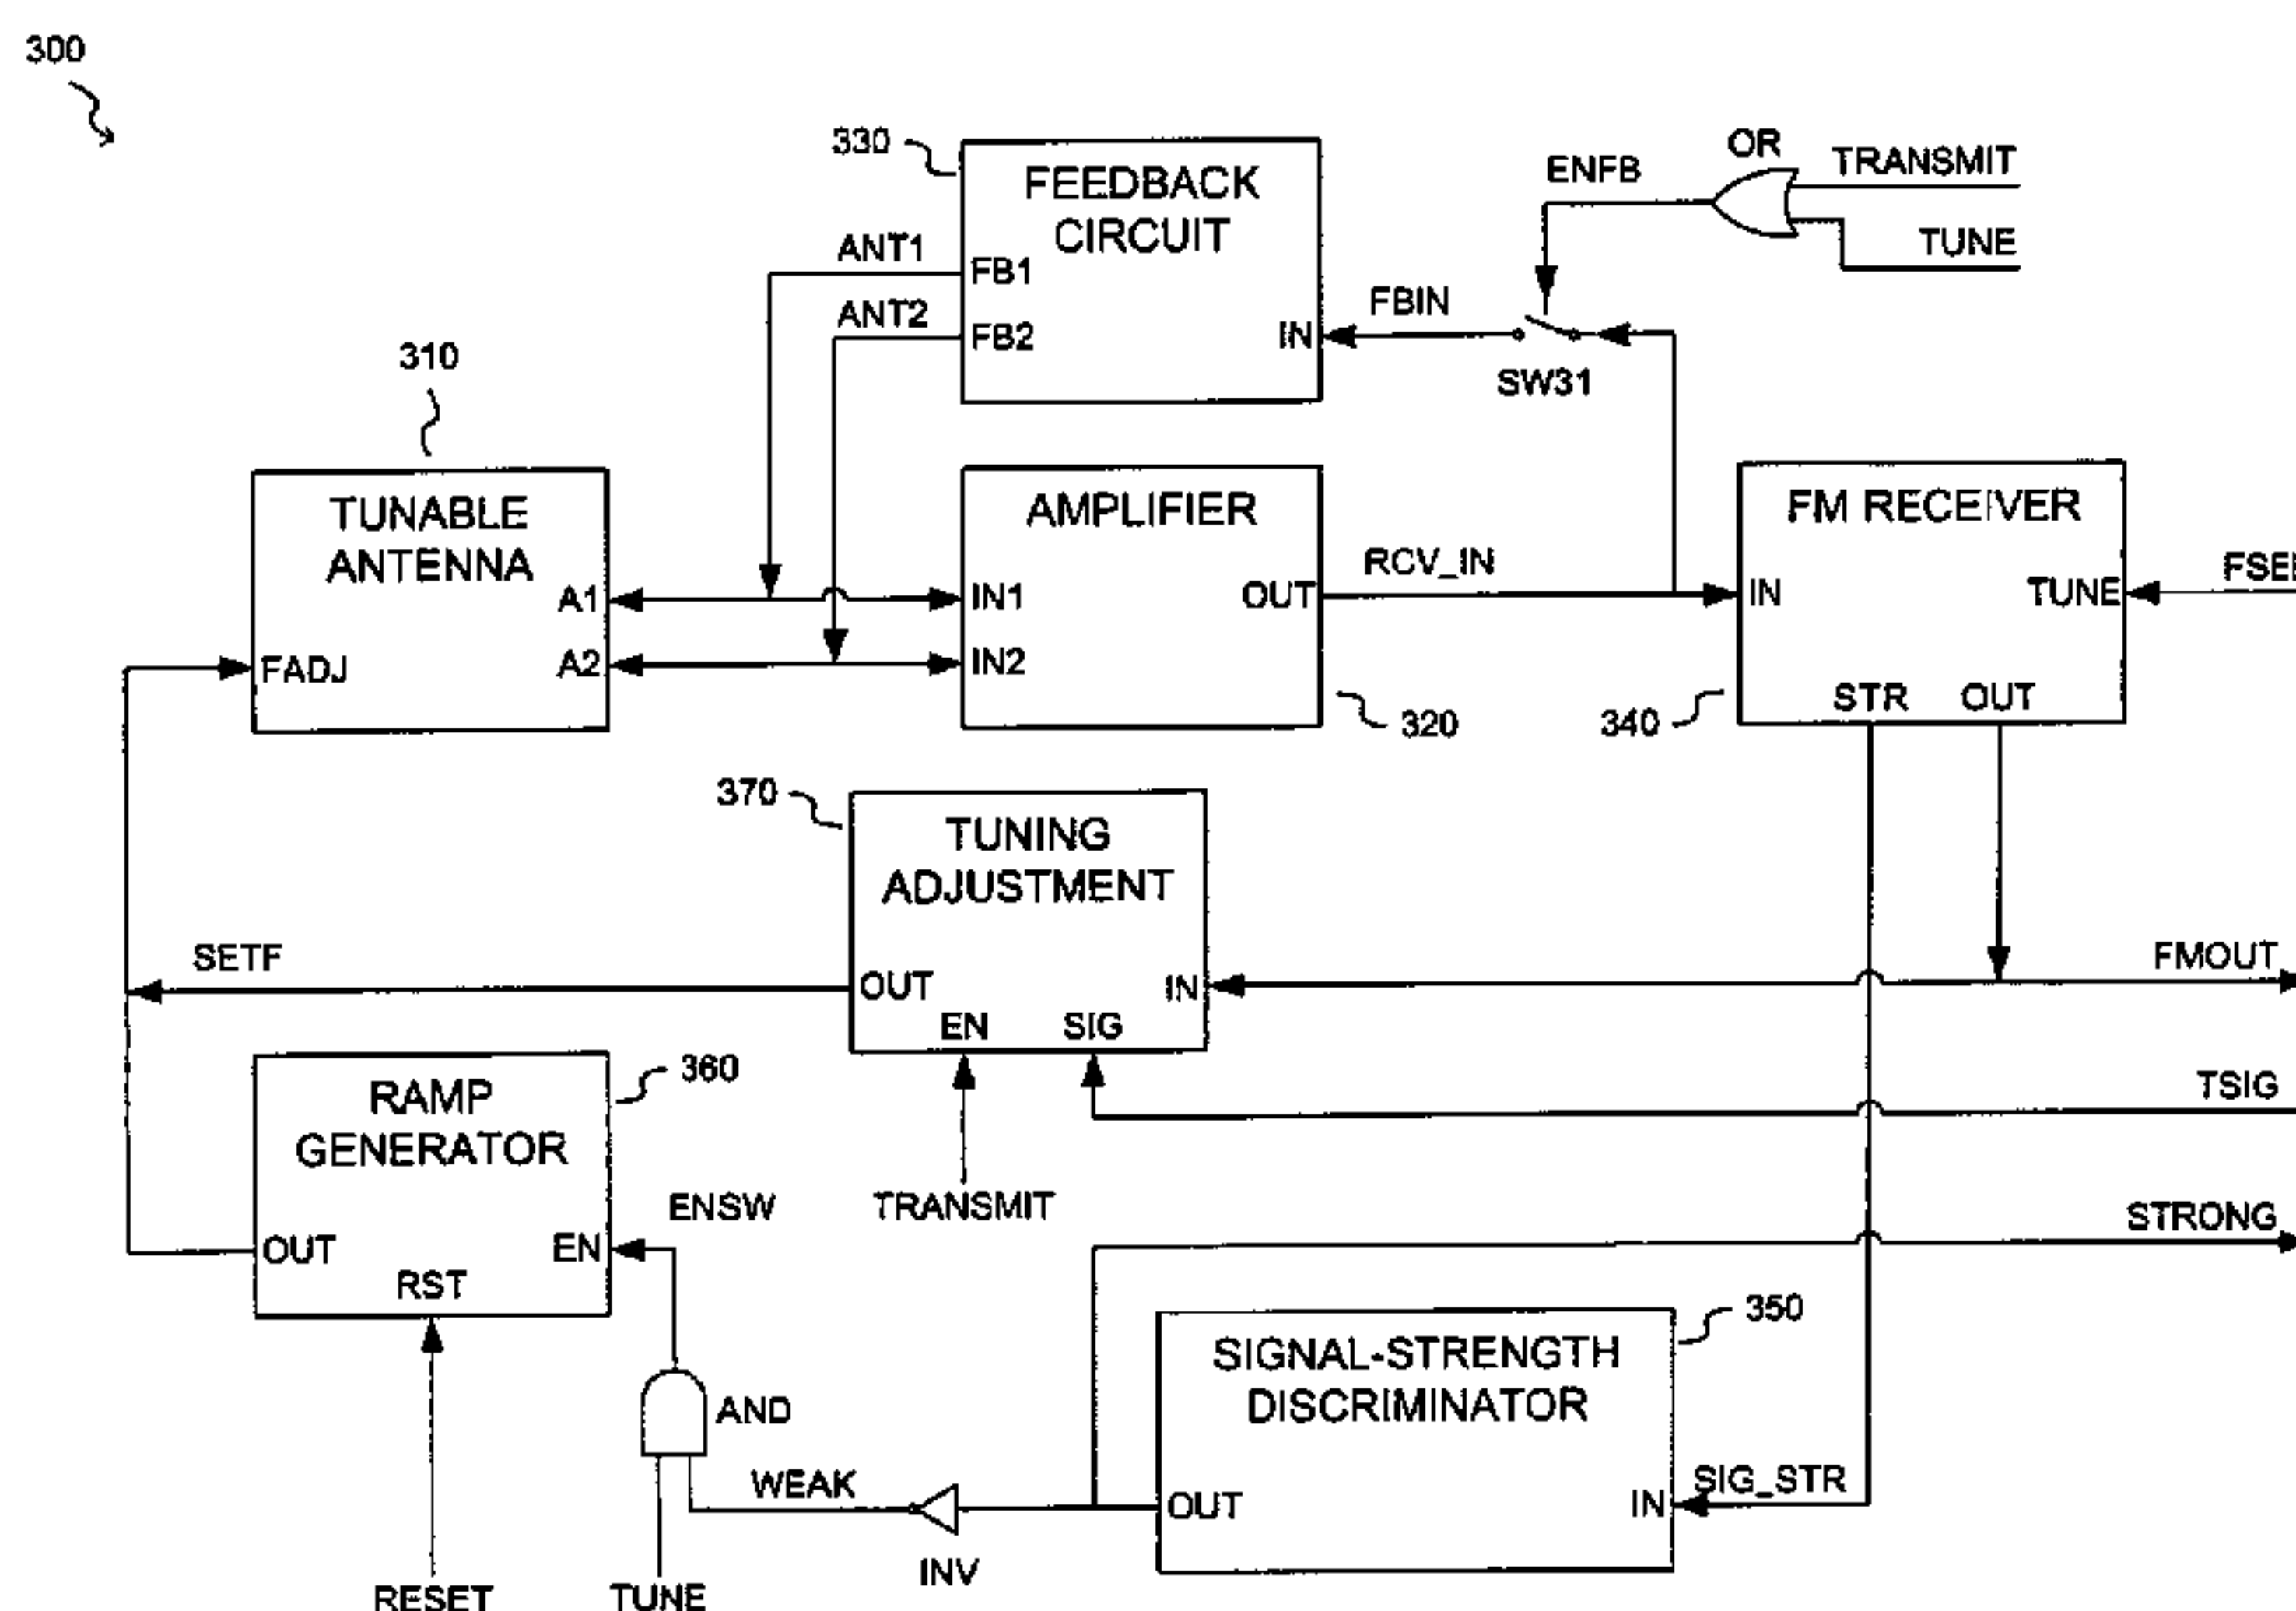 300
330
FEEDBACK
CIRCUIT
FB1
FB2
IN
ANT1
ANT2
ENFB
OR
TRANSMIT
TUNE
FBIN
SW31
310
TUNABLE
ANTENNA
A1
A2
FADJ
AMPLIFIER
IN1
IN2
OUT
320
RCV_IN
FM RECEIVER
IN
TUNE
STR
OUT
340
370
TUNING
ADJUSTMENT
OUT
IN
EN
SIG
SETF
FMOUT
TSIG
TRANSMIT
STRONG
360
RAMP
GENERATOR
OUT
EN
RST
ENSW
AND
350
SIGNAL-STRENGTH
DISCRIMINATOR
OUT
IN
SIG_STR
WEAK
INV
RESET
TUNE